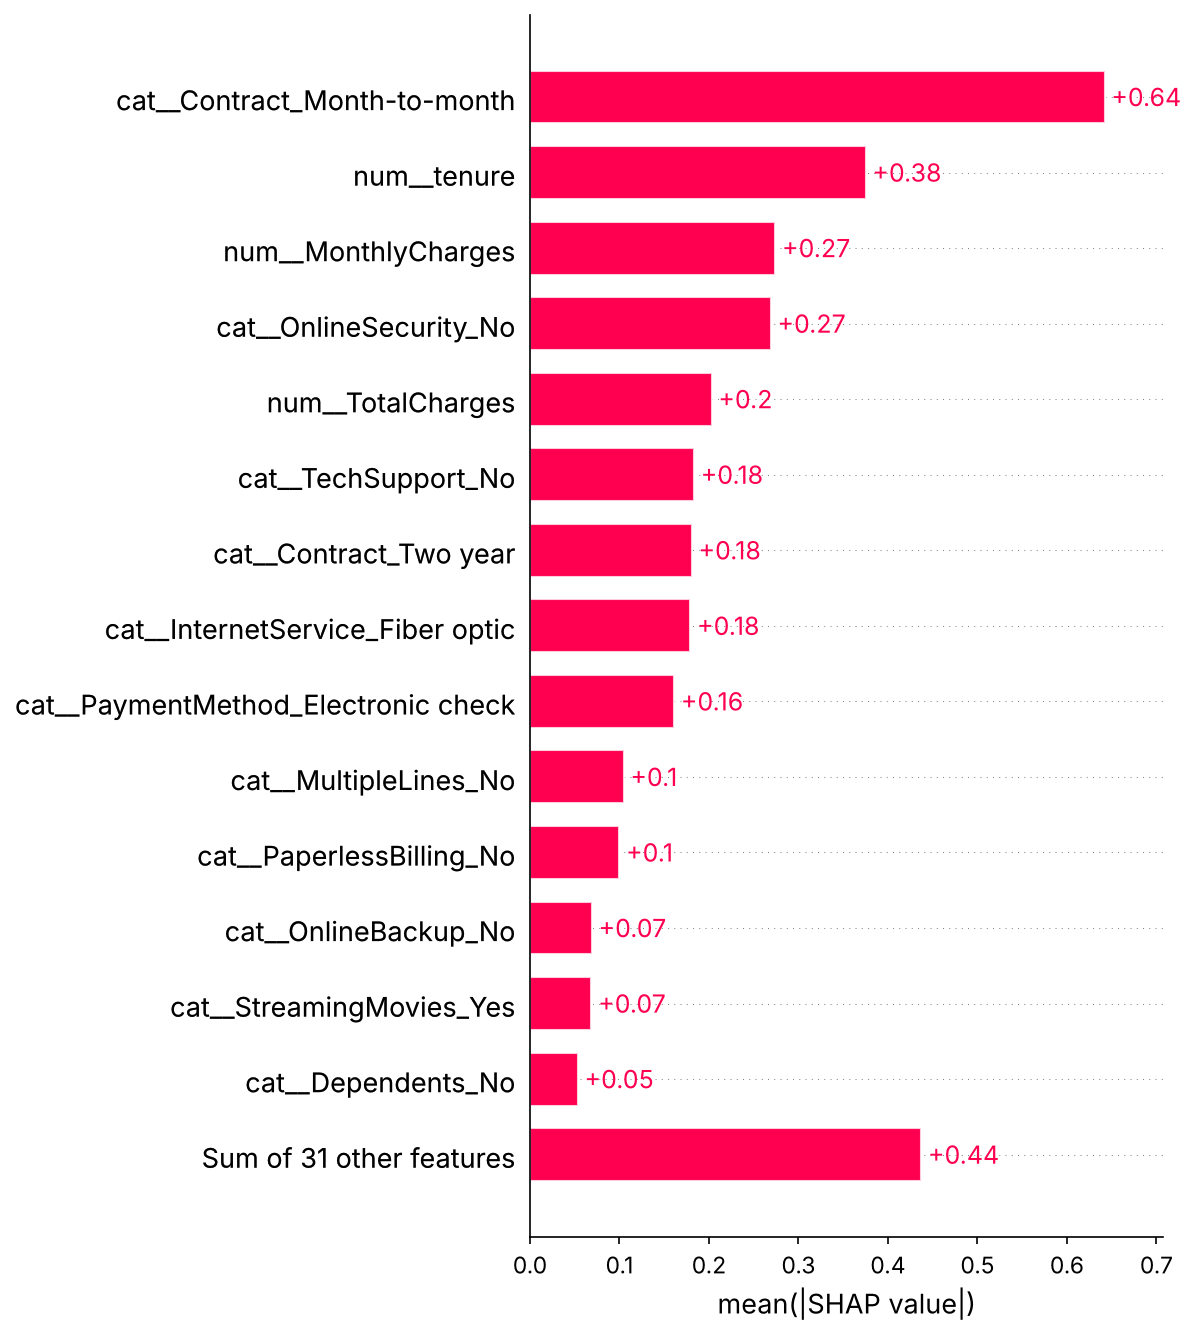 cat__Contract_Month-to-month +0.64
num__tenure +0.38
num__MonthlyCharges +0.27
cat__OnlineSecurity_No +0.27
num__TotalCharges +0.2
cat__TechSupport_No +0.18
cat__Contract_Two year +0.18
cat__InternetService_Fiber optic +0.18
cat__PaymentMethod_Electronic check +0.16
cat__MultipleLines_No +0.1
cat__PaperlessBilling_No +0.1
cat__OnlineBackup_No +0.07
cat__StreamingMovies_Yes +0.07
cat__Dependents_No +0.05
Sum of 31 other features +0.44
0.0 0.1 0.2 0.3 0.4 0.5 0.6 0.7
mean(|SHAP value|)